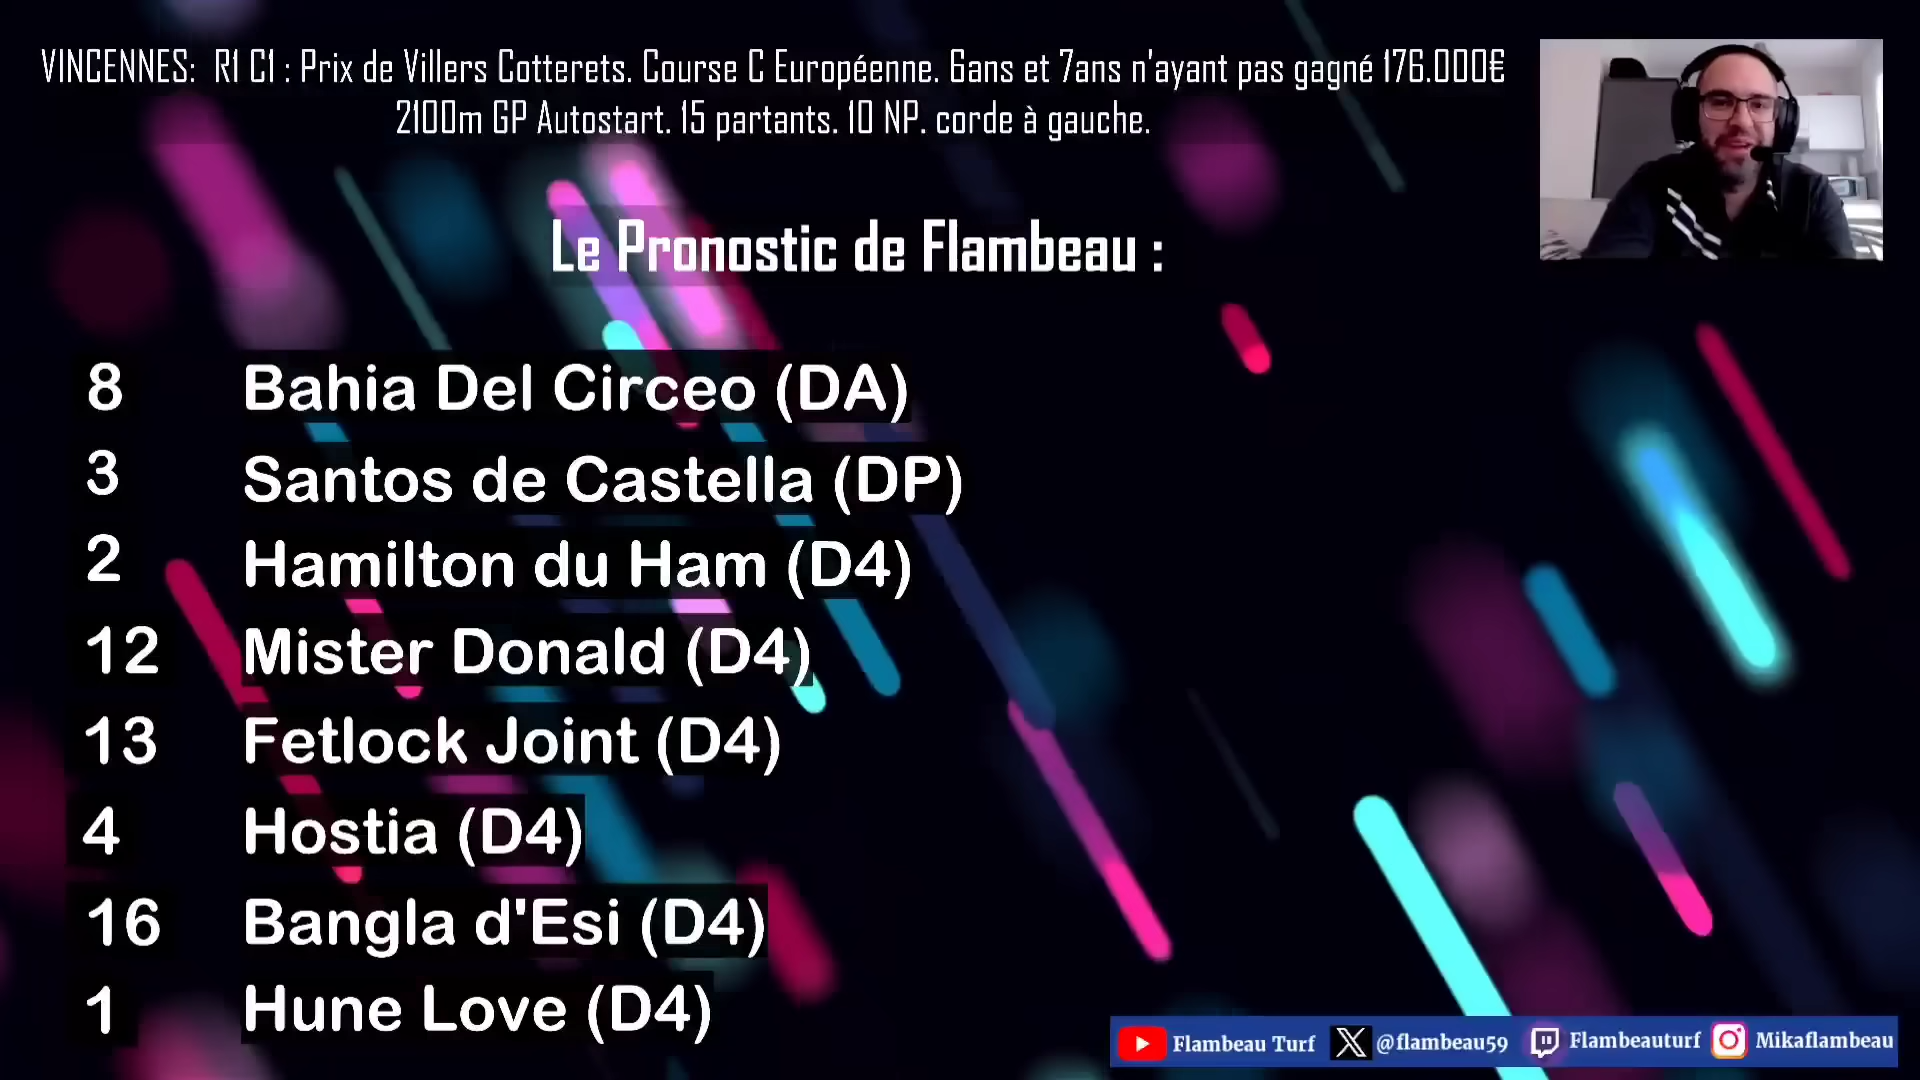 VINCENNES: R1 C1 : Prix de Villers Cotterets. Course C Européenne. 6ans et 7ans n'ayant pas gagné 176.000€
2100m GP Autostart. 15 partants. 10 NP. corde à gauche.
Le Pronostic de Flambeau :
8 Bahia Del Circeo (DA)
3 Santos de Castella (DP)
2 Hamilton du Ham (D4)
12 Mister Donald (D4)
13 Fetlock Joint (D4)
4 Hostia (D4)
16 Bangla d'Esi (D4)
1 Hune Love (D4)
Flambeau Turf @flambeau59 Flambeauturf Mikaflambeau